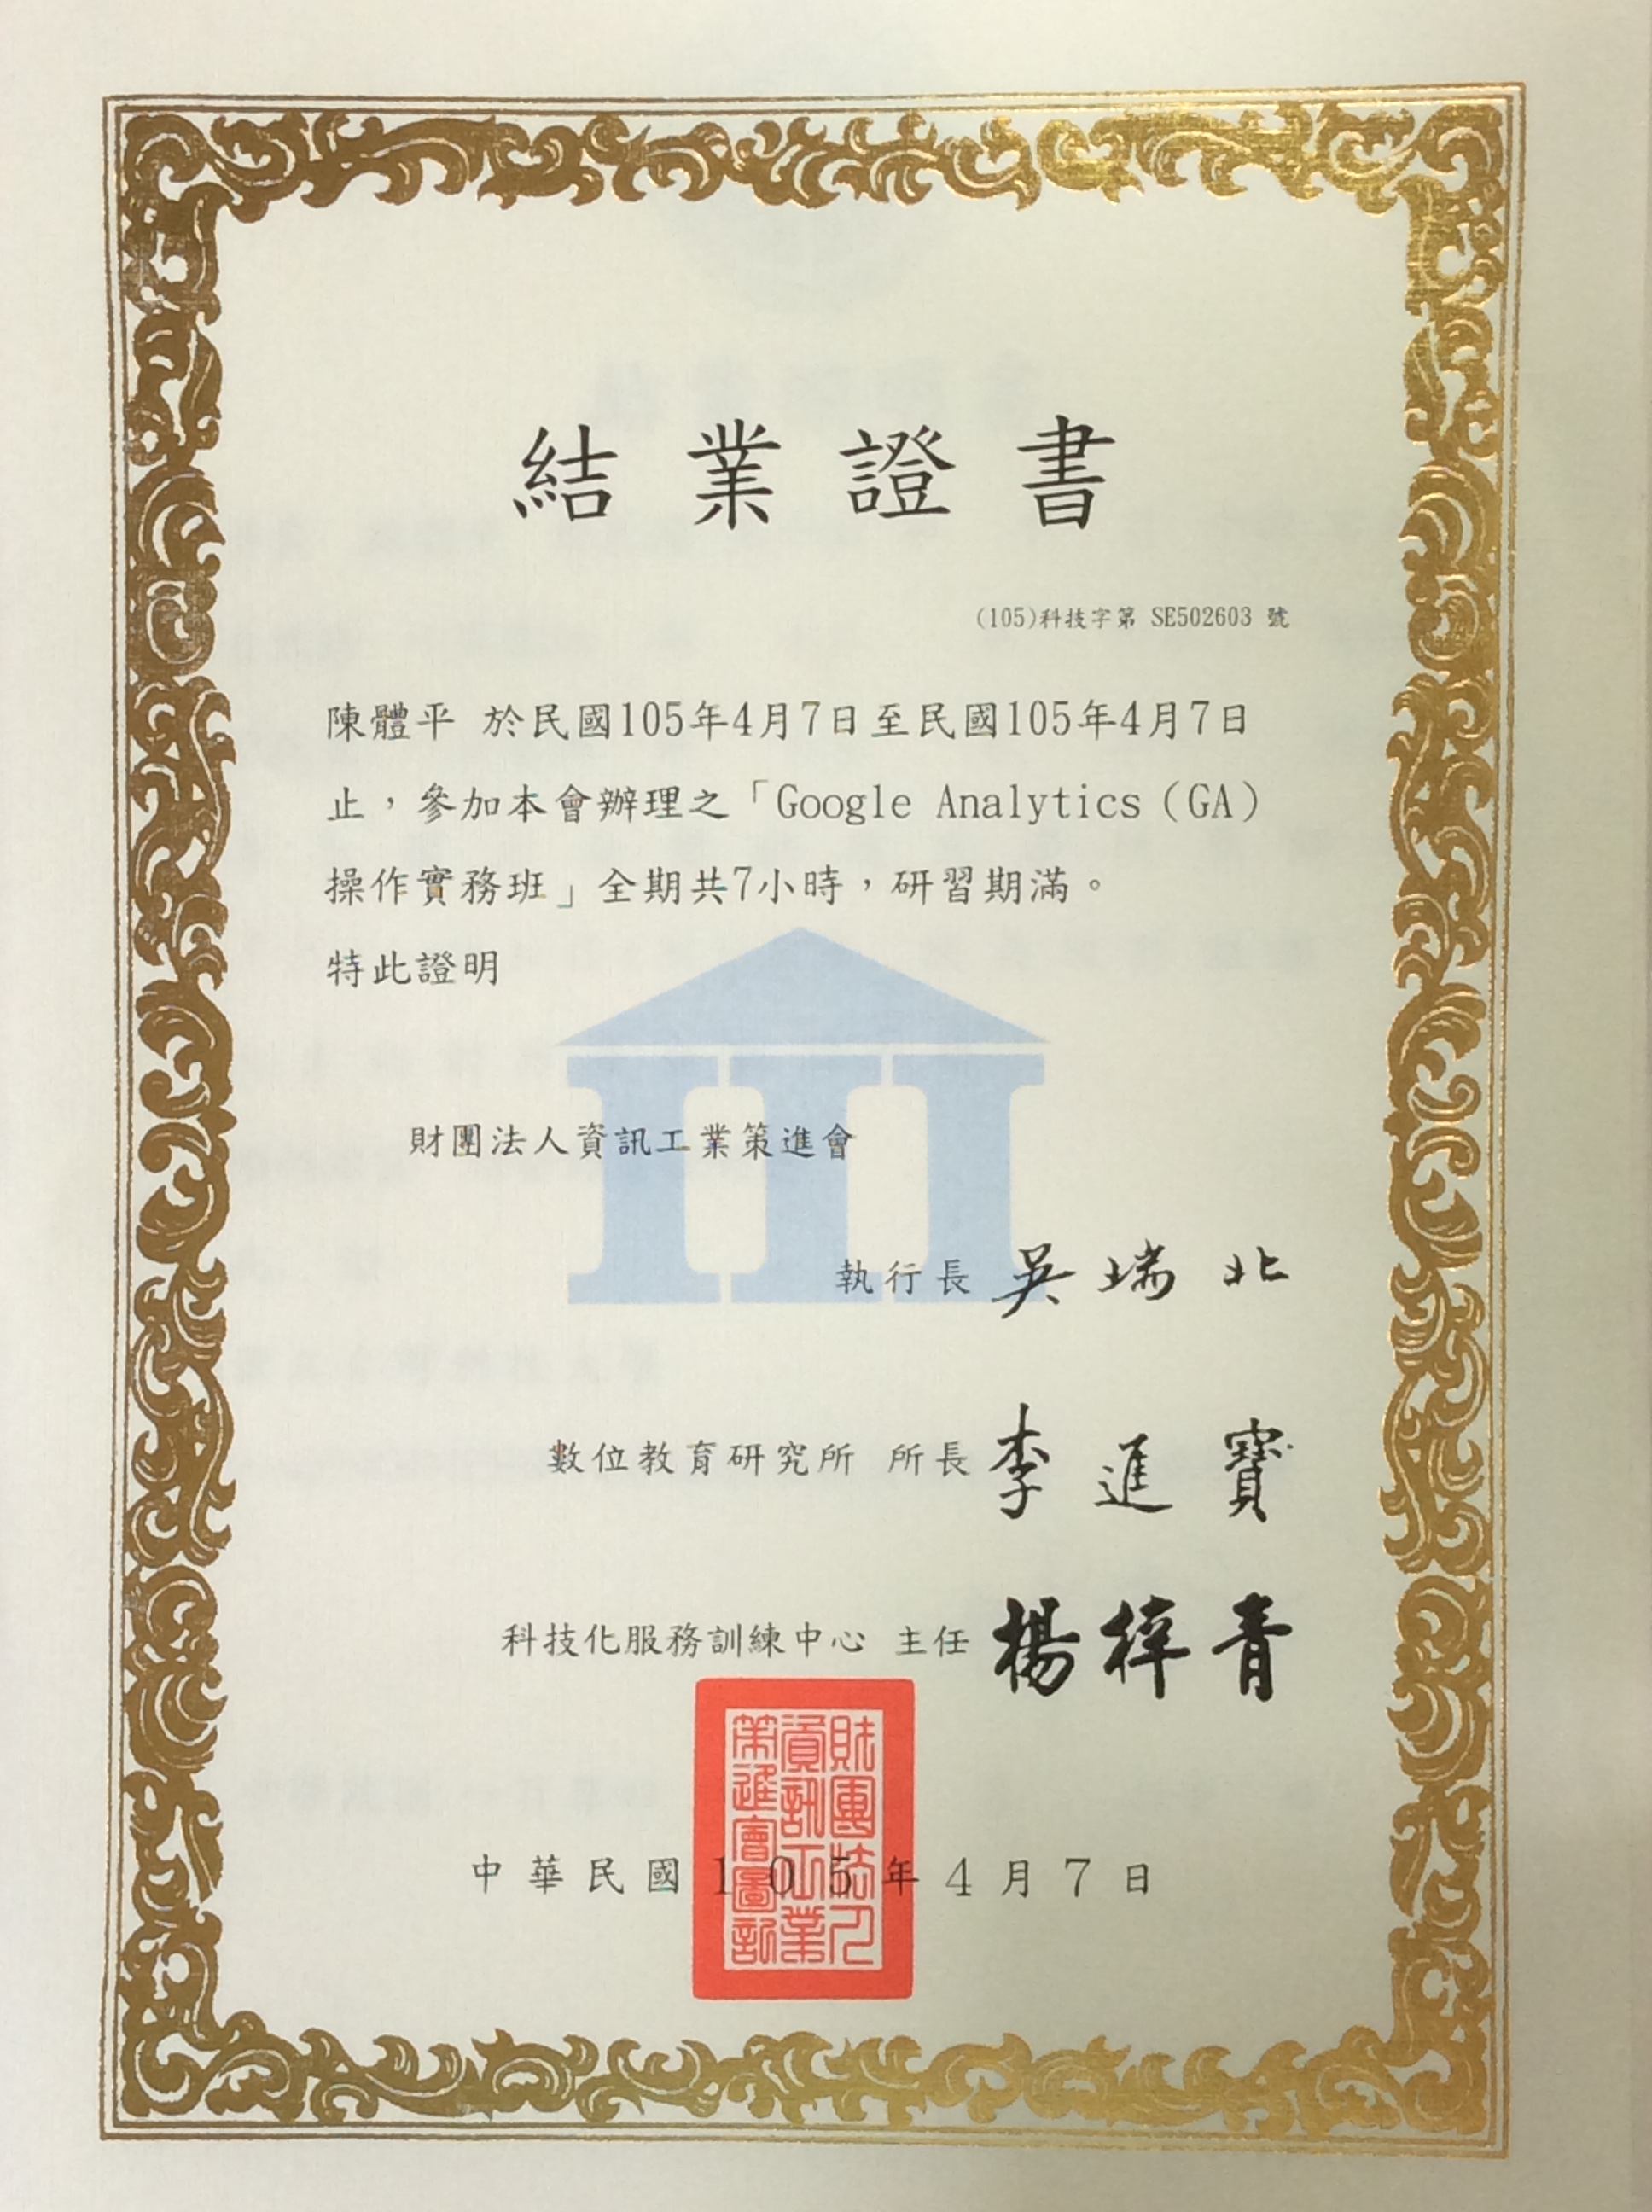 結業證書
(105)科技字第 SE502603 號
陳體平 於民國105年4月7日至民國105年4月7日
止，參加本會辦理之「Google Analytics（GA）
操作實務班」全期共7小時，研習期滿。
特此證明
財團法人資訊工業策進會
執行長 吳瑞北
數位教育研究所 所長 李進寶
科技化服務訓練中心 主任 楊梓青
財團法人資訊工業策進會圖記
中華民國105年4月7日